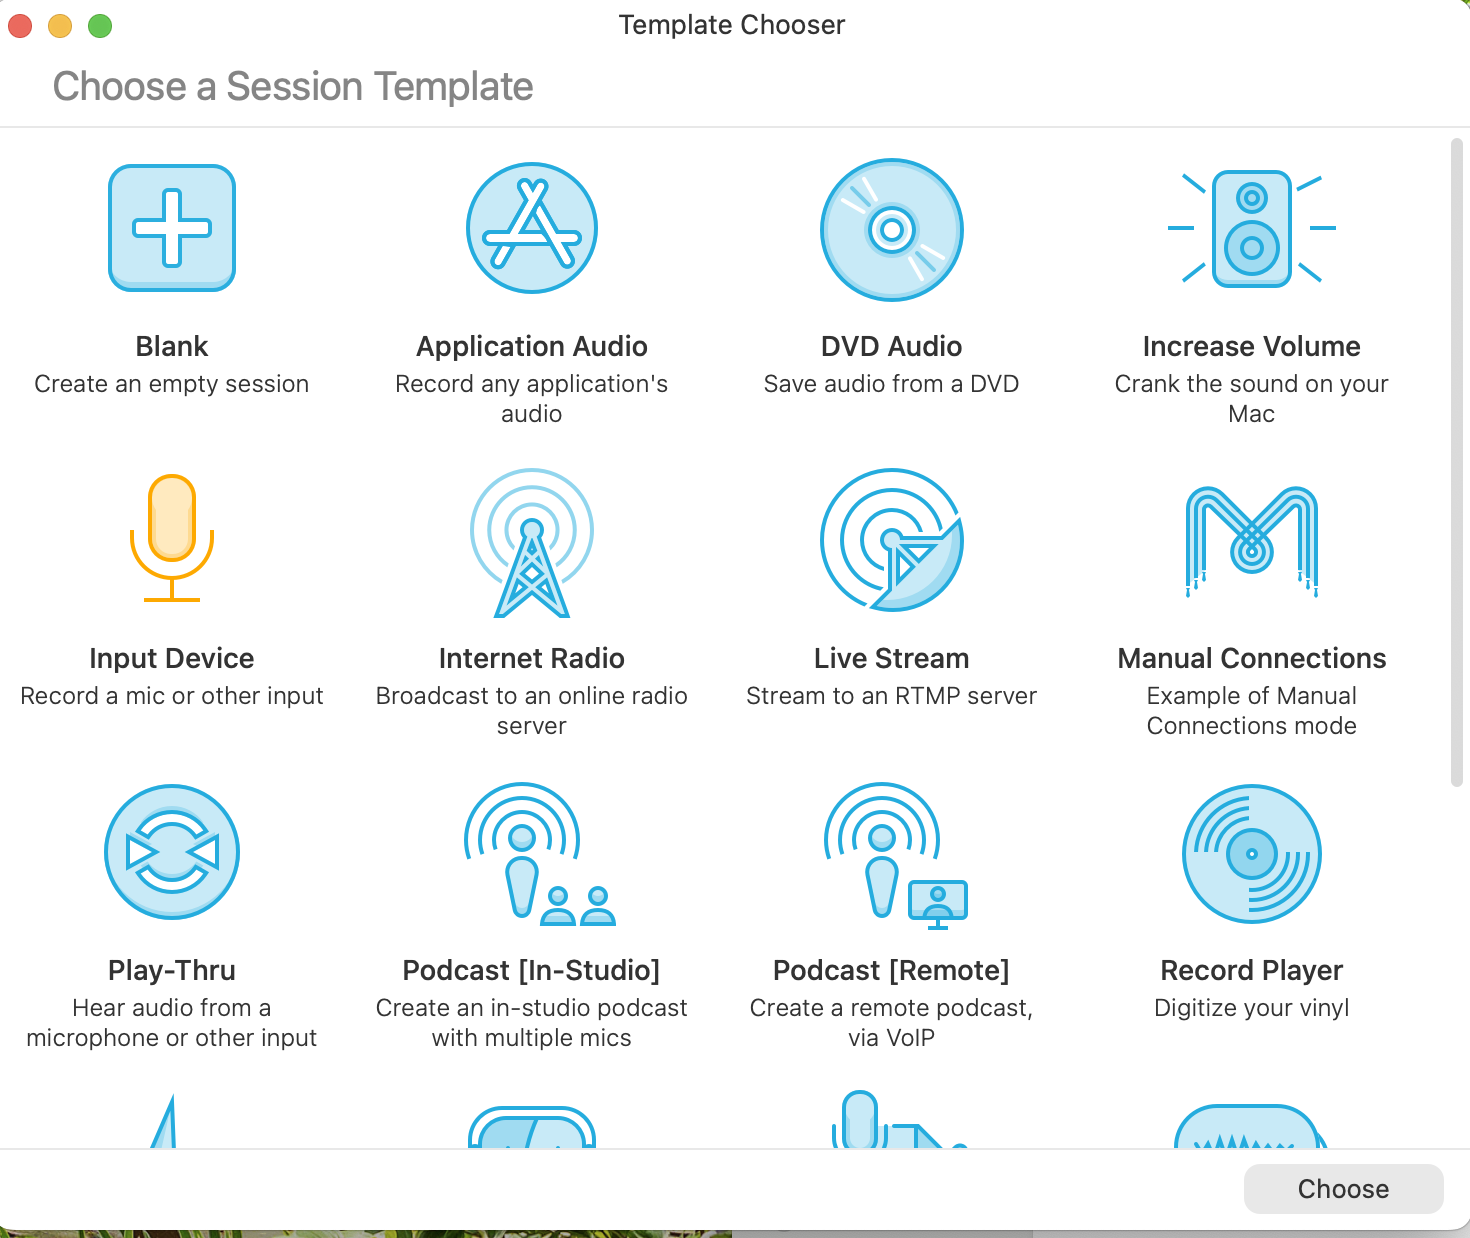 Template Chooser
Choose a Session Template
Blank
Create an empty session
Application Audio
Record any application's
audio
DVD Audio
Save audio from a DVD
Increase Volume
Crank the sound on your
Mac
Input Device
Record a mic or other input
Internet Radio
Broadcast to an online radio
server
Live Stream
Stream to an RTMP server
Manual Connections
Example of Manual
Connections mode
Play-Thru
Hear audio from a
microphone or other input
Podcast [In-Studio]
Create an in-studio podcast
with multiple mics
Podcast [Remote]
Create a remote podcast,
via VoIP
Record Player
Digitize your vinyl
Choose